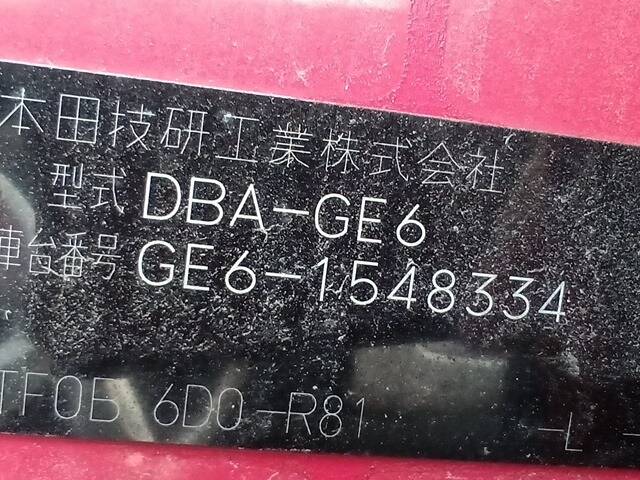 本田技研工業株式会社
型式 DBA-GE6
車台番号 GE6-1548334
TF0B 6D0-R81 -L -